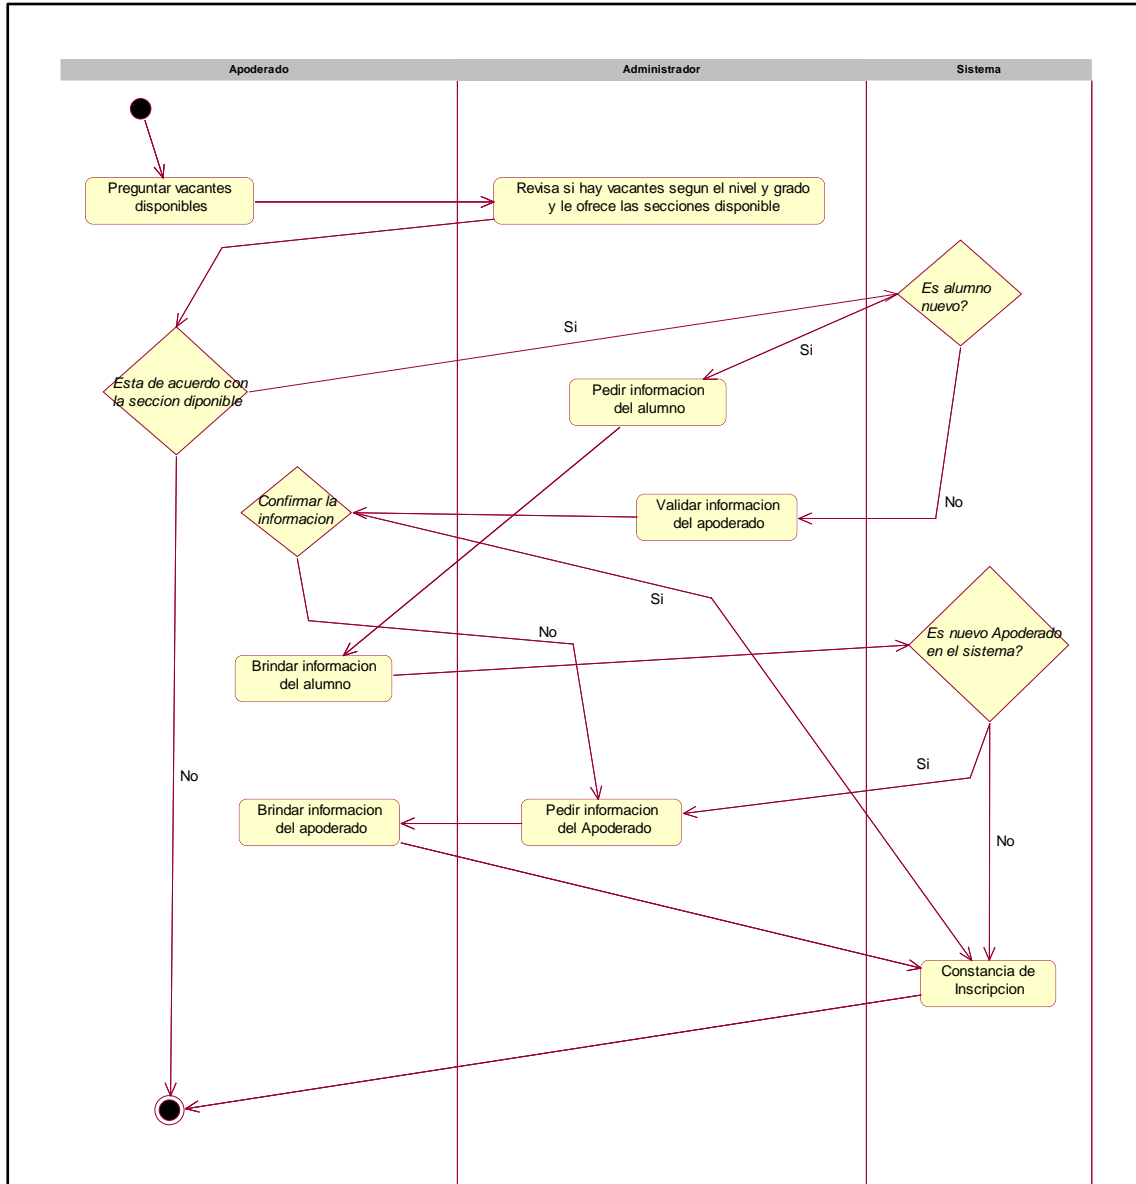 Apoderado
Administrador
Sistema
Preguntar vacantes
disponibles
Revisa si hay vacantes segun el nivel y grado
y le ofrece las secciones disponible
Es alumno
nuevo?
Si
Si
Esta de acuerdo con
la seccion diponible
Pedir informacion
del alumno
Confirmar la
informacion
Validar informacion
del apoderado
No
Si
No
Es nuevo Apoderado
en el sistema?
Brindar informacion
del alumno
No
Si
Brindar informacion
del apoderado
Pedir informacion
del Apoderado
No
Constancia de
Inscripcion